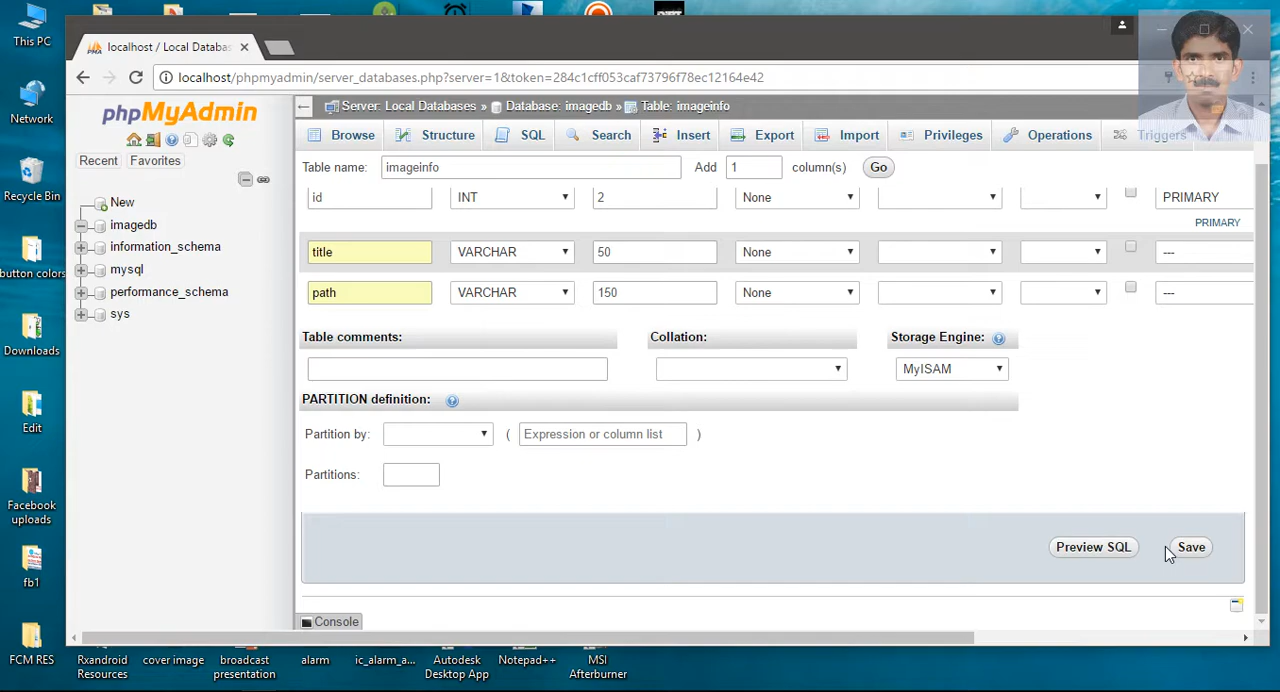 This PC
Network
Recycle Bin
button colors
Downloads
Edit
Facebook uploads
fb1
FCM RES
localhost / Local Databas
localhost/phpmyadmin/server_databases.php?server=1&token=284c1cff053caf73796f78ec12164e42
phpMyAdmin
Recent Favorites
New
imagedb
information_schema
mysql
performance_schema
sys
Server: Local Databases » Database: imagedb » Table: imageinfo
Browse Structure SQL Search Insert Export Import Privileges Operations Triggers
Table name: imageinfo Add 1 column(s) Go
id INT 2 None PRIMARY
PRIMARY
title VARCHAR 50 None ---
path VARCHAR 150 None ---
Table comments: Collation: Storage Engine:
MyISAM
PARTITION definition:
Partition by: ( Expression or column list )
Partitions:
Preview SQL Save
Console
Rxandroid Resources
cover image
broadcast presentation
alarm
ic_alarm_a...
Autodesk Desktop App
Notepad++
MSI Afterburner